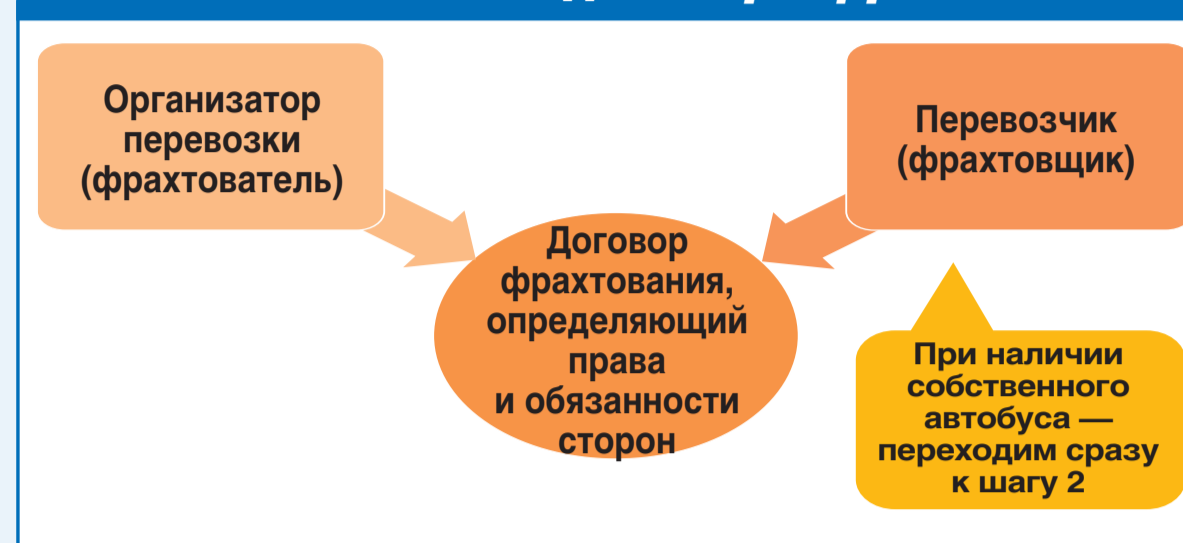 Организатор
перевозки
(фрахтователь)
Перевозчик
(фрахтовщик)
Договор
фрахтования,
определяющий
права
и обязанности
сторон
При наличии
собственного
автобуса —
переходим сразу
к шагу 2